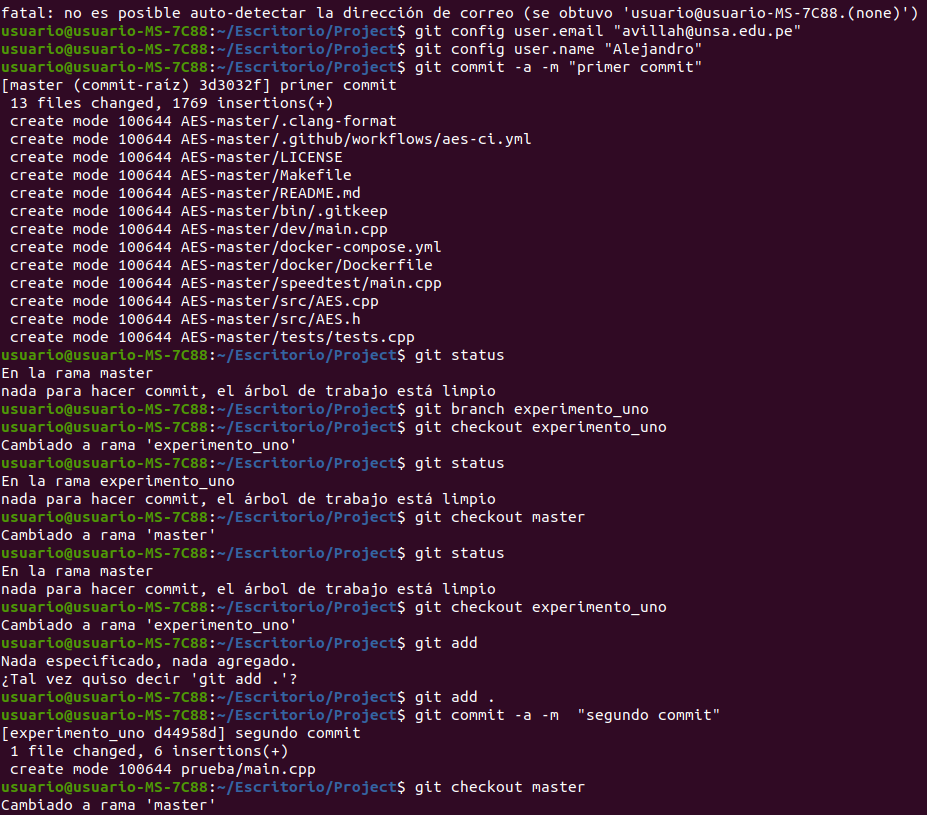 fatal: no es posible auto-detectar la dirección de correo (se obtuvo 'usuario@usuario-MS-7C88.(none)')
usuario@usuario-MS-7C88:~/Escritorio/Project$ git config user.email "avillah@unsa.edu.pe"
usuario@usuario-MS-7C88:~/Escritorio/Project$ git config user.name "Alejandro"
usuario@usuario-MS-7C88:~/Escritorio/Project$ git commit -a -m "primer commit"
[master (commit-raíz) 3d3032f] primer commit
 13 files changed, 1769 insertions(+)
 create mode 100644 AES-master/.clang-format
 create mode 100644 AES-master/.github/workflows/aes-ci.yml
 create mode 100644 AES-master/LICENSE
 create mode 100644 AES-master/Makefile
 create mode 100644 AES-master/README.md
 create mode 100644 AES-master/bin/.gitkeep
 create mode 100644 AES-master/dev/main.cpp
 create mode 100644 AES-master/docker-compose.yml
 create mode 100644 AES-master/docker/Dockerfile
 create mode 100644 AES-master/speedtest/main.cpp
 create mode 100644 AES-master/src/AES.cpp
 create mode 100644 AES-master/src/AES.h
 create mode 100644 AES-master/tests/tests.cpp
usuario@usuario-MS-7C88:~/Escritorio/Project$ git status
En la rama master
nada para hacer commit, el árbol de trabajo está limpio
usuario@usuario-MS-7C88:~/Escritorio/Project$ git branch experimento_uno
usuario@usuario-MS-7C88:~/Escritorio/Project$ git checkout experimento_uno
Cambiado a rama 'experimento_uno'
usuario@usuario-MS-7C88:~/Escritorio/Project$ git status
En la rama experimento_uno
nada para hacer commit, el árbol de trabajo está limpio
usuario@usuario-MS-7C88:~/Escritorio/Project$ git checkout master
Cambiado a rama 'master'
usuario@usuario-MS-7C88:~/Escritorio/Project$ git status
En la rama master
nada para hacer commit, el árbol de trabajo está limpio
usuario@usuario-MS-7C88:~/Escritorio/Project$ git checkout experimento_uno
Cambiado a rama 'experimento_uno'
usuario@usuario-MS-7C88:~/Escritorio/Project$ git add
Nada especificado, nada agregado.
¿Tal vez quiso decir 'git add .'?
usuario@usuario-MS-7C88:~/Escritorio/Project$ git add .
usuario@usuario-MS-7C88:~/Escritorio/Project$ git commit -a -m  "segundo commit"
[experimento_uno d44958d] segundo commit
 1 file changed, 6 insertions(+)
 create mode 100644 prueba/main.cpp
usuario@usuario-MS-7C88:~/Escritorio/Project$ git checkout master
Cambiado a rama 'master'